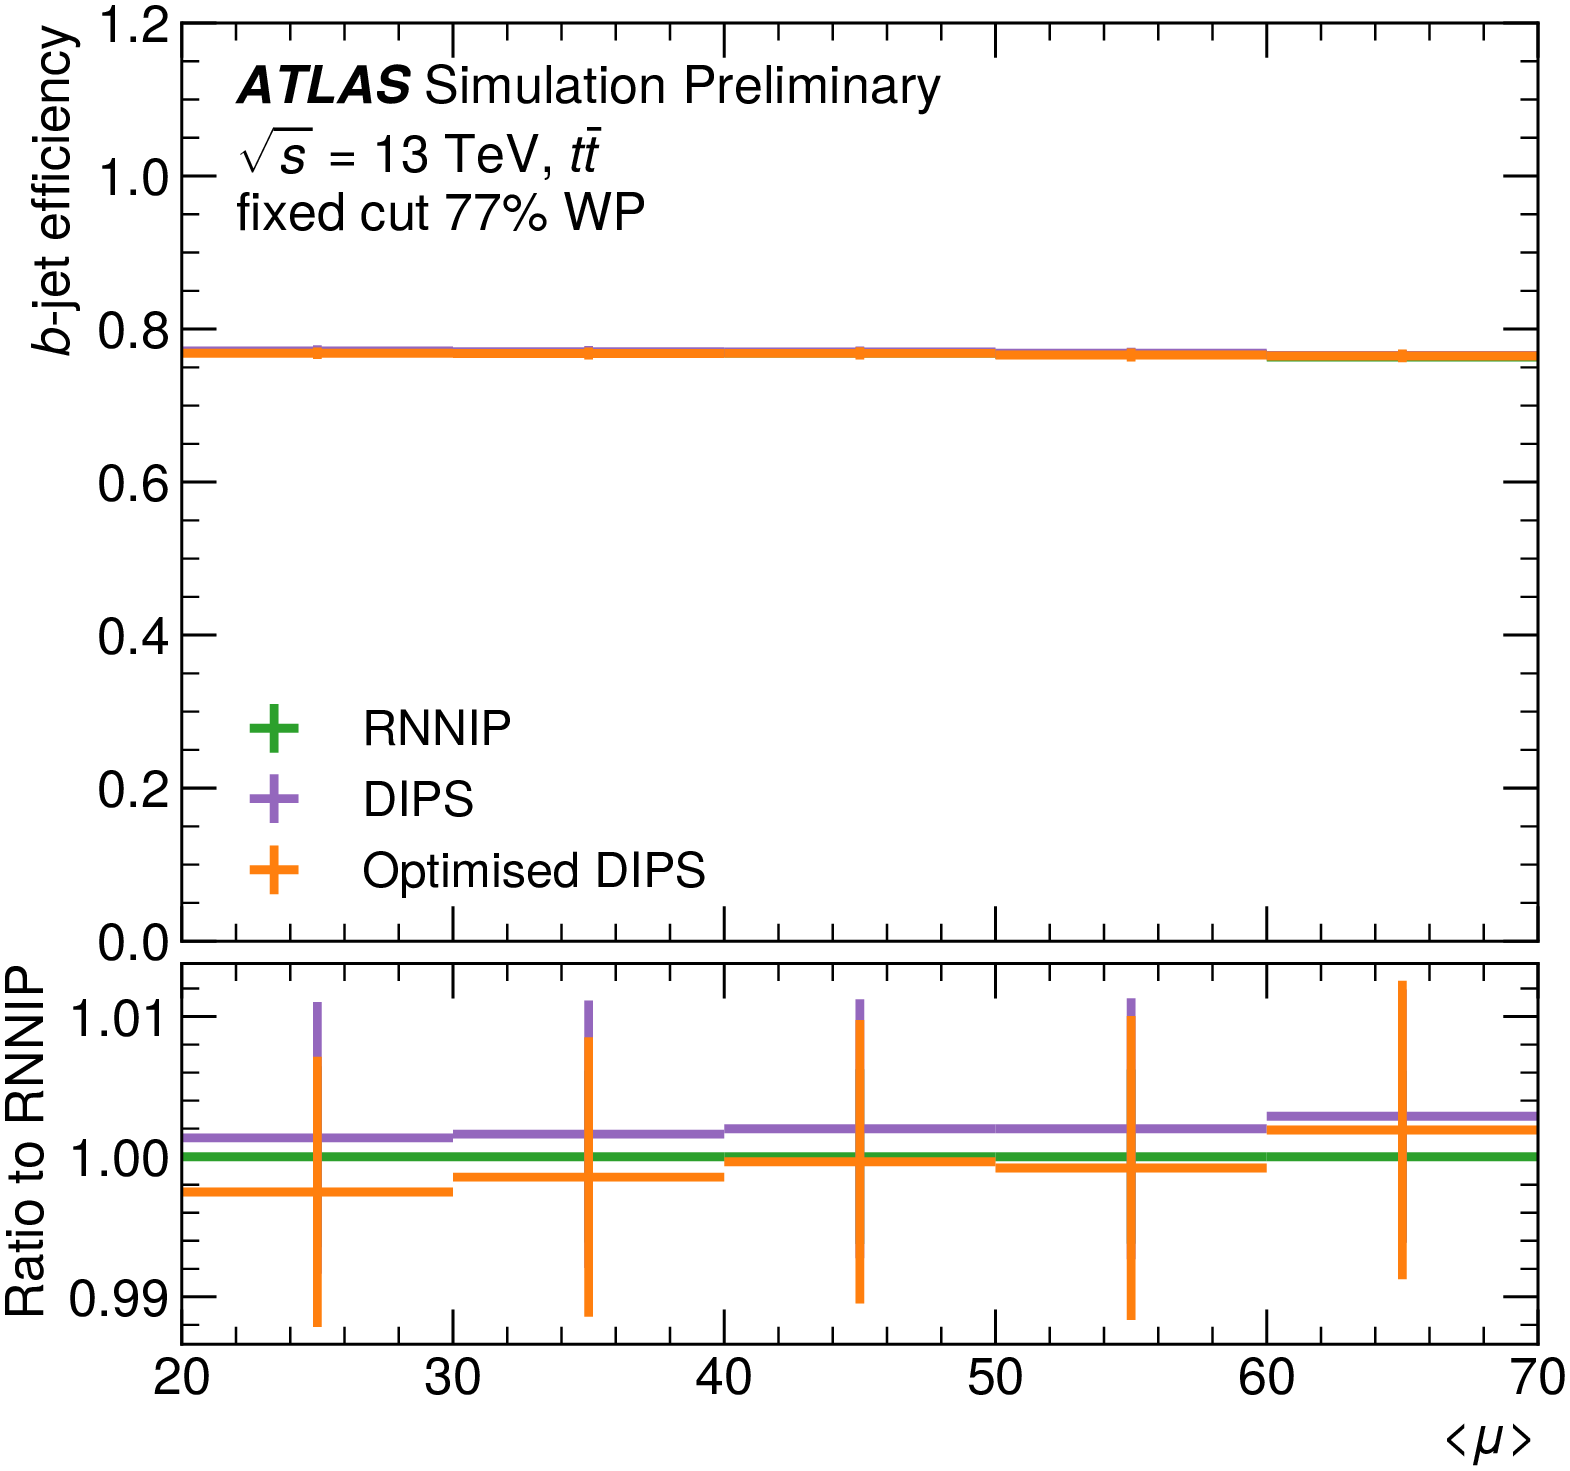 1.2
1.0
0.8
0.6
0.4
0.2
0.0
b-jet efficiency
ATLAS Simulation Preliminary
√s = 13 TeV, tt̄
fixed cut 77% WP
RNNIP
DIPS
Optimised DIPS
1.01
1.00
0.99
Ratio to RNNIP
20 30 40 50 60 70
<μ>